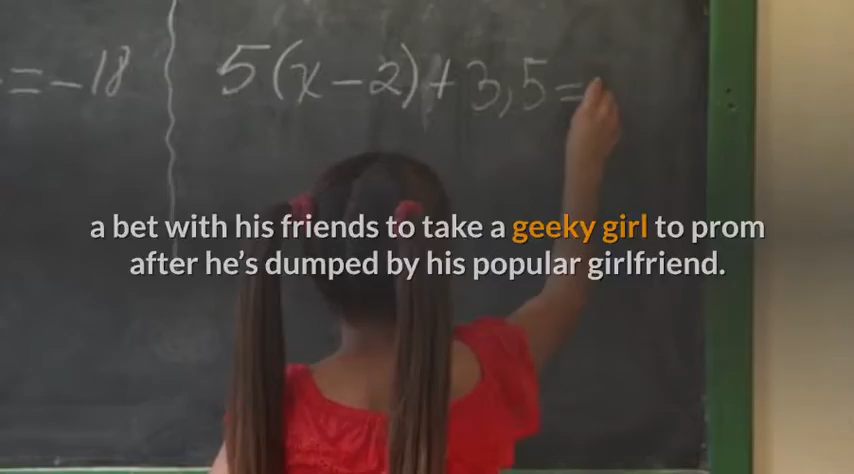 = -18
5(x-2)+3,5=
a bet with his friends to take a geeky girl to prom
after he's dumped by his popular girlfriend.